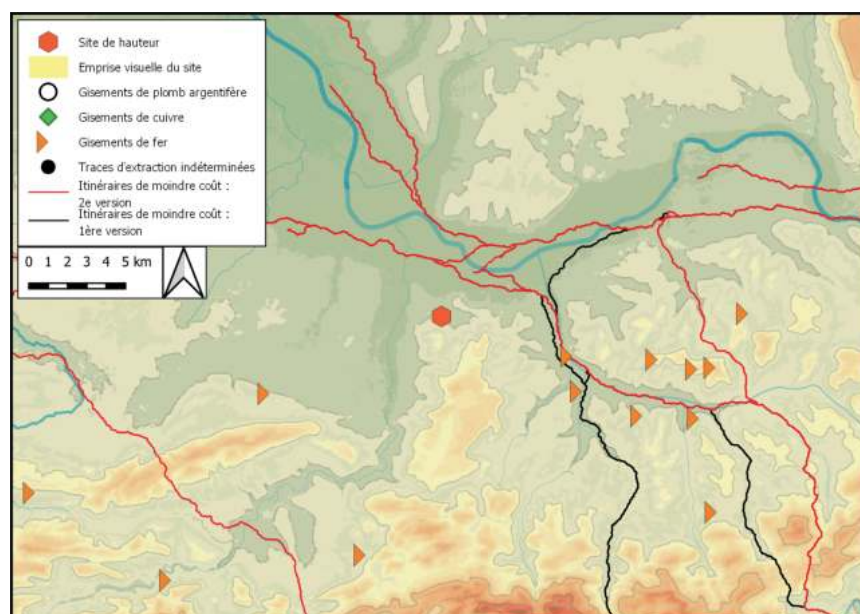 Site de hauteur
Emprise visuelle du site
Gisements de plomb argentifère
Gisements de cuivre
Gisements de fer
Traces d'extraction indéterminées
Itinéraires de moindre coût :
2e version
Itinéraires de moindre coût :
1ère version
0 1 2 3 4 5 km